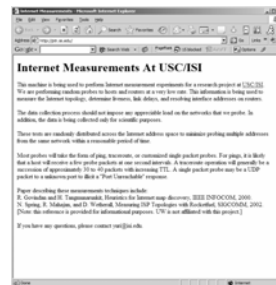 Internet Measurements - Microsoft Internet Explorer
File Edit View Favorites Tools Help
Internet Measurements At USC/ISI
This machine is being used to perform Internet measurement experiments for a research project at USC ISI.
We are performing random probes to hosts and routers at a very low rate. This information is being used to
measure the Internet topology, determine liveness, link delays, and resolving interface addresses on routers.
The data collection process should not impose any appreciable load on the networks that we probe. In
addition, the data is being collected only for scientific purposes.
These tests are randomly distributed across the Internet address space to minimize probing multiple addresses
from the same network within a reasonable period of time.
Most probes will take the form of ping, traceroute, or customized single packet probes. For pings, it is likely
that a host will receive a few probe packets at one second intervals. A traceroute operation will generally be a
succession of approximately 30 to 40 packets with increasing TTL. A single packet probe may be a UDP
packet to a unknown port to illicit a "Port Unreachable" response.
Paper describing these measurements techniques include:
R. Govindan and H. Tangmunarunkit, Heuristics for Internet map discovery, IEEE INFOCOM, 2000.
N. Spring, R. Mahajan, and D. Wetherall, Measuring ISP Topologies with Rocketfuel, SIGCOMM, 2002.
[Note: this reference is provided for informational purposes. UW is not affiliated with this project.]
If you have any questions, please contact yuri@isi.edu.